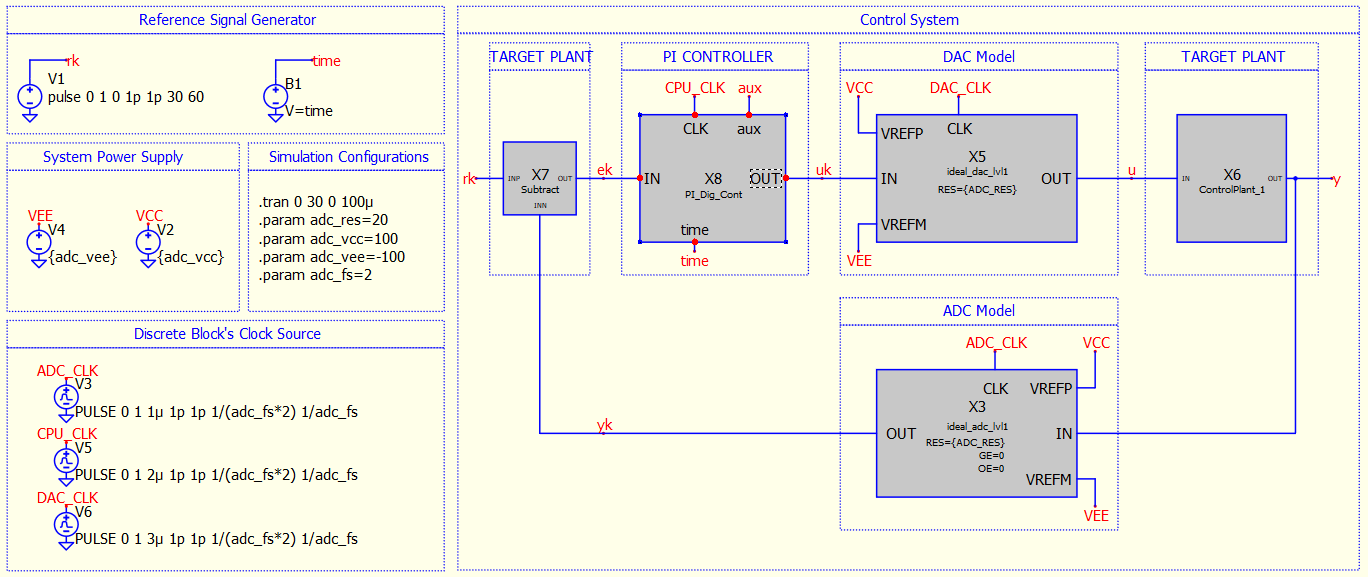 Reference Signal Generator
rk
V1
pulse 0 1 0 1p 1p 30 60
time
B1
V=time
System Power Supply
VEE
V4
{adc_vee}
VCC
V2
{adc_vcc}
Simulation Configurations
.tran 0 30 0 100µ
.param adc_res=20
.param adc_vcc=100
.param adc_vee=-100
.param adc_fs=2
Discrete Block's Clock Source
ADC_CLK
V3
PULSE 0 1 1µ 1p 1p 1/(adc_fs*2) 1/adc_fs
CPU_CLK
V5
PULSE 0 1 2µ 1p 1p 1/(adc_fs*2) 1/adc_fs
DAC_CLK
V6
PULSE 0 1 3µ 1p 1p 1/(adc_fs*2) 1/adc_fs
Control System
TARGET PLANT
rk
INP
X7
OUT
Subtract
INN
ek
PI CONTROLLER
CPU_CLK
aux
CLK
aux
IN
X8
OUT
PI_Dig_Cont
time
time
uk
DAC Model
VCC
DAC_CLK
VREFP
CLK
X5
ideal_dac_lvl1
IN
RES={ADC_RES}
OUT
VREFM
VEE
u
TARGET PLANT
IN
X6
OUT
ControlPlant_1
y
ADC Model
ADC_CLK
VCC
CLK
VREFP
X3
ideal_adc_lvl1
OUT
RES={ADC_RES}
IN
GE=0
OE=0
VREFM
VEE
yk